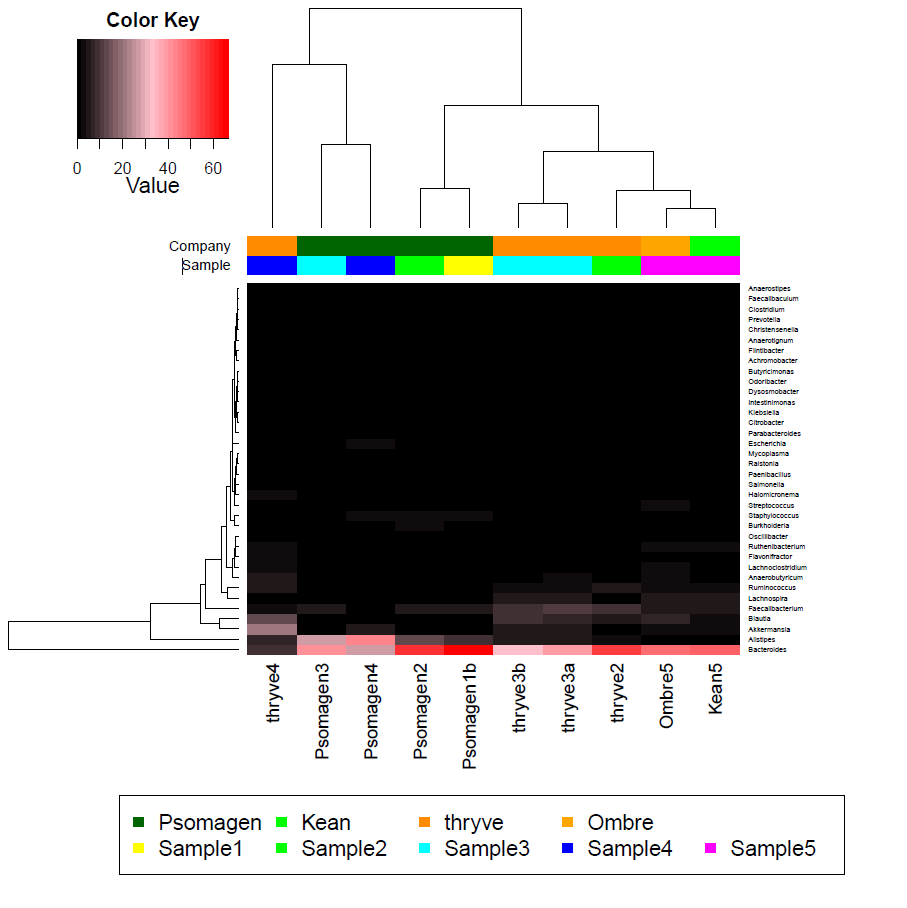 Color Key
0 20 40 60
Value
Company
Sample
Anaerostipes
Faecalibaculum
Clostridium
Prevotella
Christensenella
Anaerotignum
Flintibacter
Achromobacter
Butyricimonas
Odoribacter
Dysosmobacter
Intestinimonas
Klebsiella
Citrobacter
Parabacteroides
Escherichia
Mycoplasma
Ralstonia
Paenibacillus
Salmonella
Halomicronema
Streptococcus
Staphylococcus
Burkholderia
Oscillibacter
Ruthenibacterium
Flavonifractor
Lachnoclostridium
Anaerobutyricum
Ruminococcus
Lachnospira
Faecalibacterium
Blautia
Akkermansia
Alistipes
Bacteroides
thryve4
Psomagen3
Psomagen4
Psomagen2
Psomagen1b
thryve3b
thryve3a
thryve2
Ombre5
Kean5
Psomagen Kean thryve Ombre
Sample1 Sample2 Sample3 Sample4 Sample5